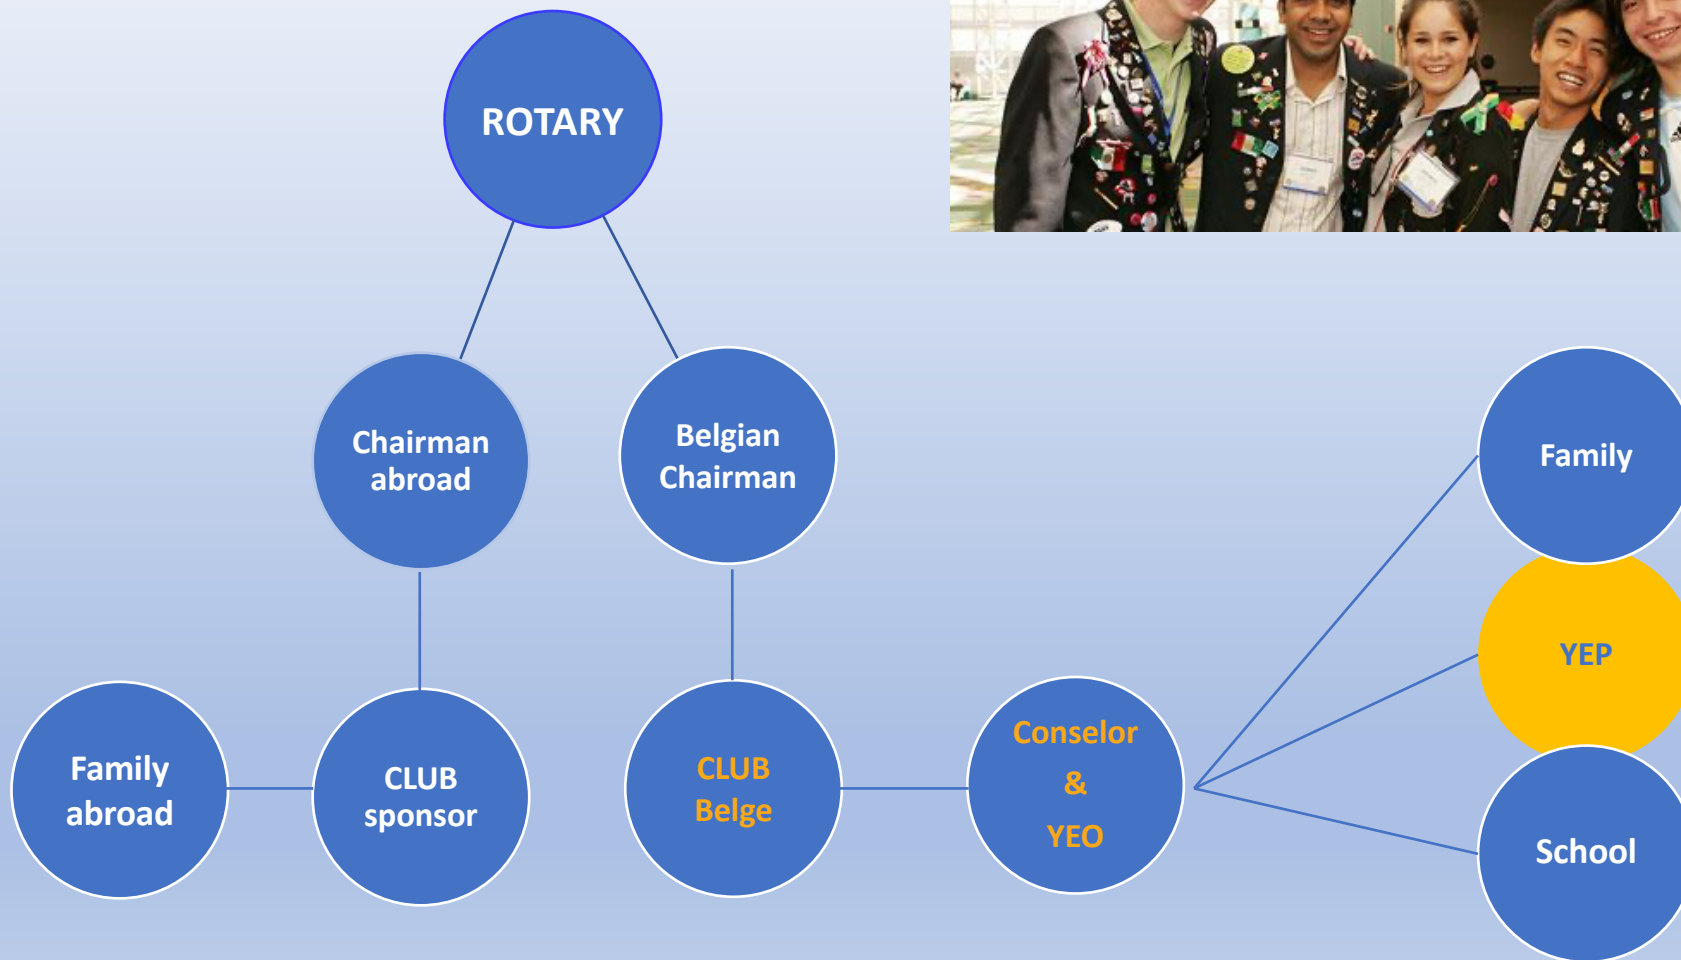 ROTARY
Chairman
abroad
Belgian
Chairman
Family
YEP
Family
abroad
CLUB
sponsor
CLUB
Belge
Conselor
&
YEO
School